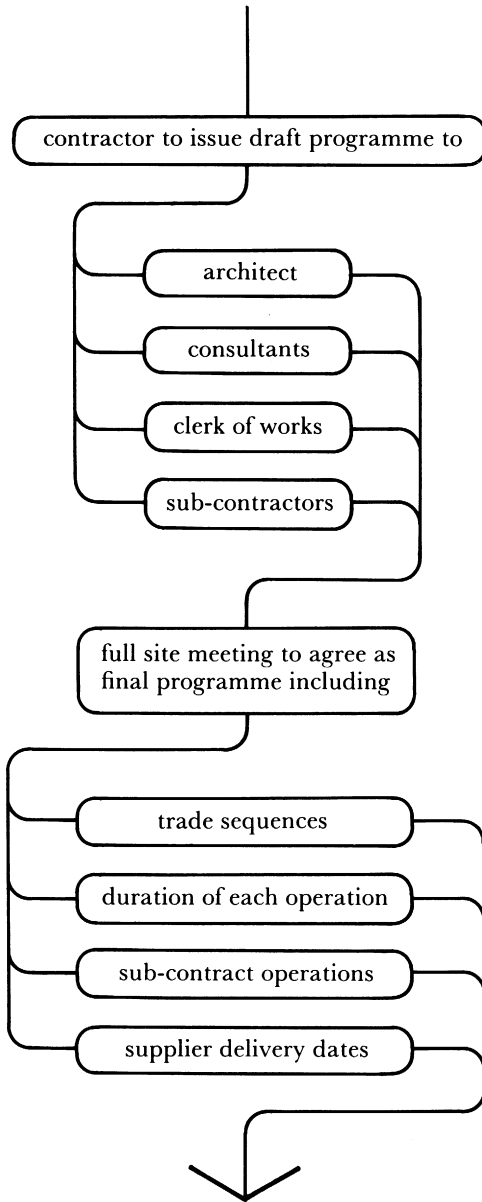 contractor to issue draft programme to
architect
consultants
clerk of works
sub-contractors
full site meeting to agree as
final programme including
trade sequences
duration of each operation
sub-contract operations
supplier delivery dates